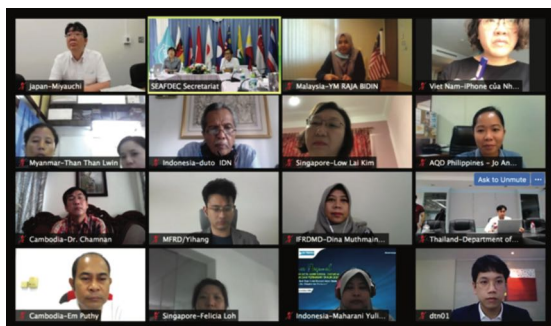 Japan-Miyauchi
SEAFDEC Secretariat
Malaysia-YM RAJA BIDIN
Viet Nam-iPhone của Nh...
Myanmar-Than Than Lwin
Indonesia-duto IDN
Singapore-Low Lai Kim
AQD Philippines - Jo An...
Ask to Unmute ...
Cambodia-Dr. Chamnan
MFRD/Yihang
IFRDMD-Dina Muthmain...
Thailand-Department of...
Cambodia-Em Puthy
Singapore-Felicia Loh
Indonesia-Maharani Yuli...
dtn01